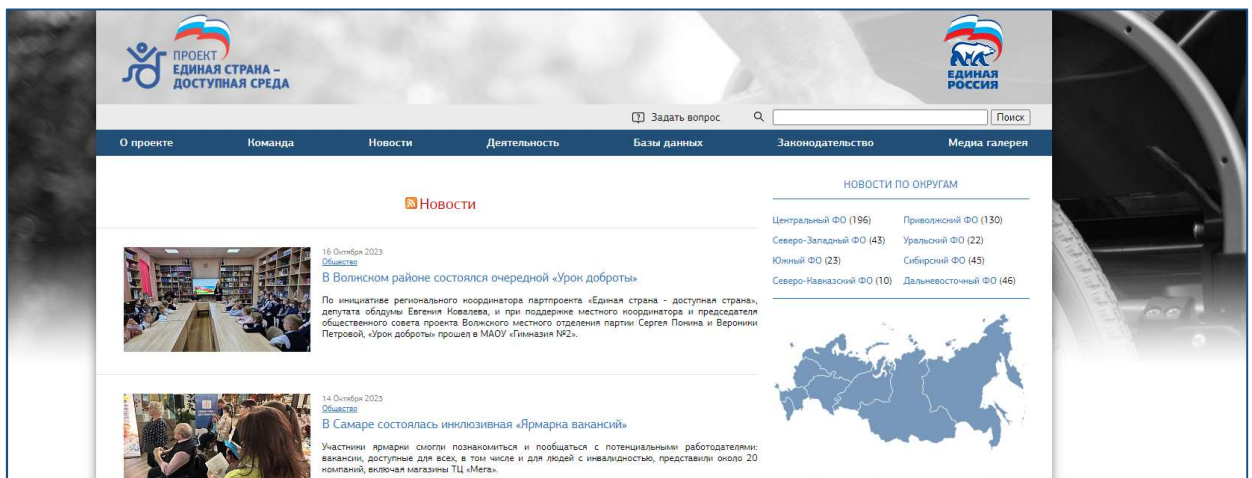 ПРОЕКТ
ЕДИНАЯ СТРАНА –
ДОСТУПНАЯ СРЕДА
ЕДИНАЯ
РОССИЯ
Задать вопрос
Поиск
О проекте Команда Новости Деятельность Базы данных Законодательство Медиа галерея
Новости
16 Октября 2023
Общество
В Волжском районе состоялся очередной «Урок доброты»
По инициативе регионального координатора партпроекта «Единая страна - доступная страна»,
депутата облдумы Евгения Ковалева, и при поддержке местного координатора и председателя
общественного совета проекта Волжского местного отделения партии Сергея Понина и Вероники
Петровой, «Урок доброты» прошел в МАОУ «Гимназия №2».
14 Октября 2023
Общество
В Самаре состоялась инклюзивная «Ярмарка вакансий»
Участники ярмарки смогли познакомиться и пообщаться с потенциальными работодателями:
вакансии, доступные для всех, в том числе и для людей с инвалидностью, представили около 20
компаний, включая магазины ТЦ «Мега».
НОВОСТИ ПО ОКРУГАМ
Центральный ФО (196) Приволжский ФО (130)
Северо-Западный ФО (43) Уральский ФО (22)
Южный ФО (23) Сибирский ФО (45)
Северо-Кавказский ФО (10) Дальневосточный ФО (46)